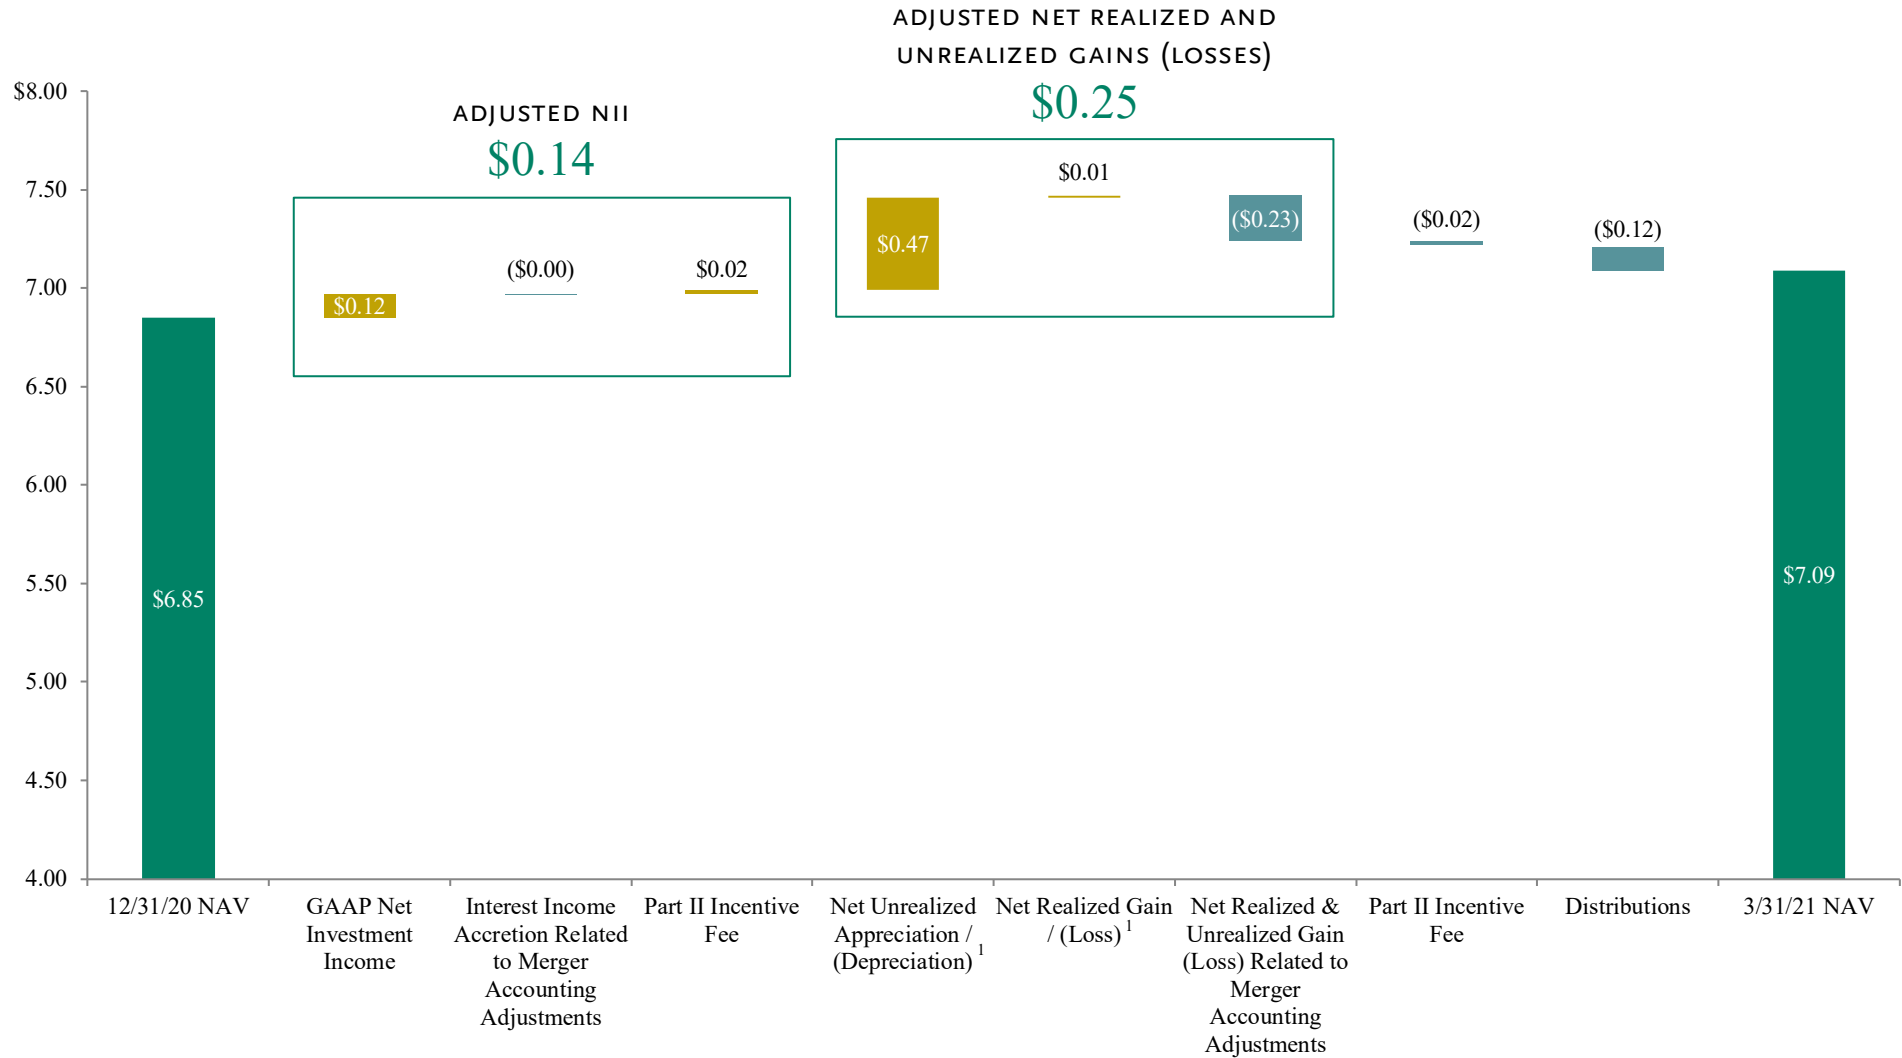 ADJUSTED NET REALIZED AND
UNREALIZED GAINS (LOSSES)
$0.25
ADJUSTED NII
$0.14
$8.00
7.50
7.00
6.50
6.00
5.50
5.00
4.50
4.00
$6.85
$0.12
($0.00)
$0.02
$0.47
$0.01
($0.23)
($0.02)
($0.12)
$7.09
12/31/20 NAV
GAAP Net
Investment
Income
Interest Income
Accretion Related
to Merger
Accounting
Adjustments
Part II Incentive
Fee
Net Unrealized
Appreciation /
(Depreciation) 1
Net Realized Gain
/ (Loss) 1
Net Realized &
Unrealized Gain
(Loss) Related to
Merger
Accounting
Adjustments
Part II Incentive
Fee
Distributions
3/31/21 NAV